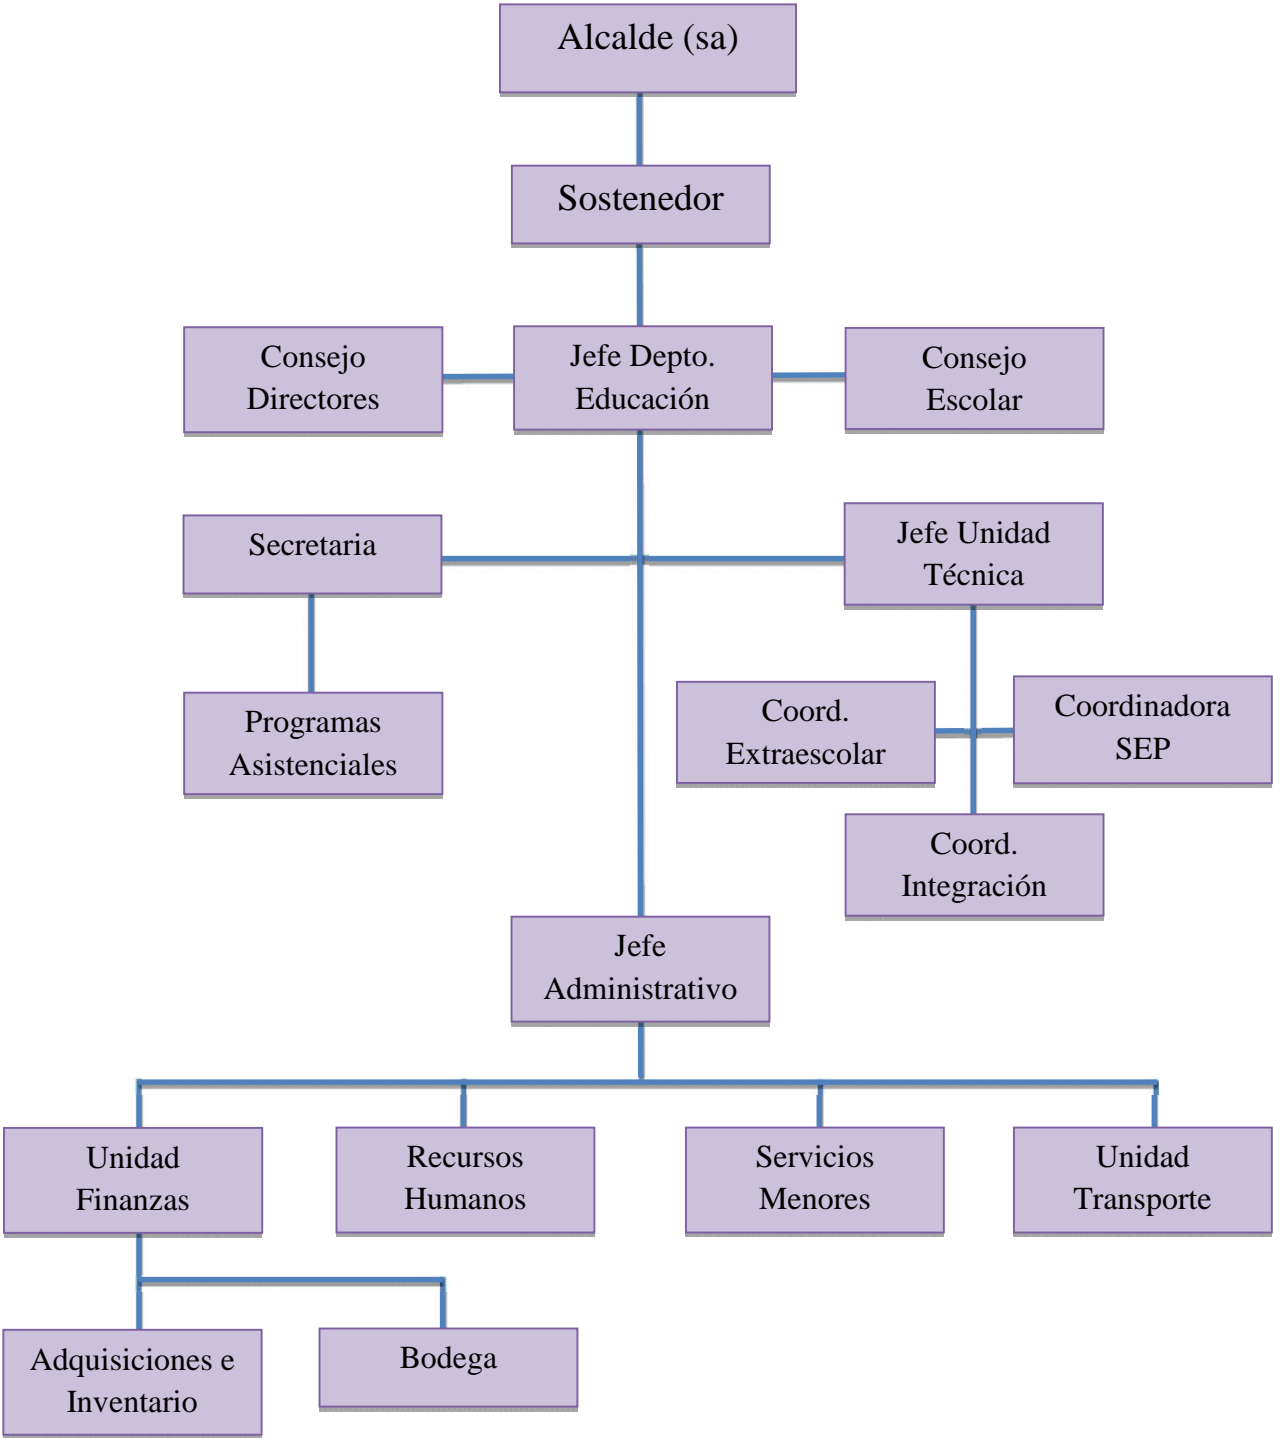 Alcalde (sa)
Sostenedor
Consejo
Directores
Jefe Depto.
Educación
Consejo
Escolar
Secretaria
Jefe Unidad
Técnica
Programas
Asistenciales
Coord.
Extraescolar
Coordinadora
SEP
Coord.
Integración
Jefe
Administrativo
Unidad
Finanzas
Recursos
Humanos
Servicios
Menores
Unidad
Transporte
Adquisiciones e
Inventario
Bodega